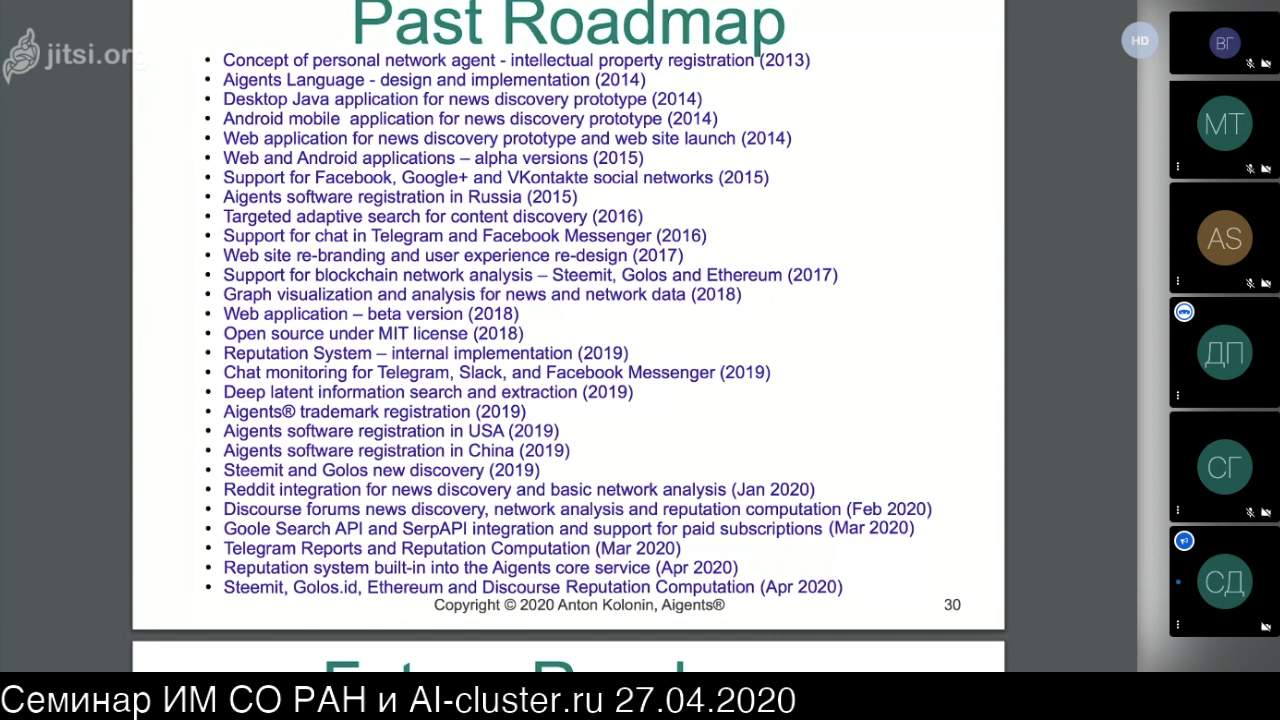 Past Roadmap
jitsi.org
HD
• Concept of personal network agent - intellectual property registration (2013)
• Aigents Language - design and implementation (2014)
• Desktop Java application for news discovery prototype (2014)
• Android mobile application for news discovery prototype (2014)
• Web application for news discovery prototype and web site launch (2014)
• Web and Android applications – alpha versions (2015)
• Support for Facebook, Google+ and VKontakte social networks (2015)
• Aigents software registration in Russia (2015)
• Targeted adaptive search for content discovery (2016)
• Support for chat in Telegram and Facebook Messenger (2016)
• Web site re-branding and user experience re-design (2017)
• Support for blockchain network analysis – Steemit, Golos and Ethereum (2017)
• Graph visualization and analysis for news and network data (2018)
• Web application – beta version (2018)
• Open source under MIT license (2018)
• Reputation System – internal implementation (2019)
• Chat monitoring for Telegram, Slack, and Facebook Messenger (2019)
• Deep latent information search and extraction (2019)
• Aigents® trademark registration (2019)
• Aigents software registration in USA (2019)
• Aigents software registration in China (2019)
• Steemit and Golos new discovery (2019)
• Reddit integration for news discovery and basic network analysis (Jan 2020)
• Discourse forums news discovery, network analysis and reputation computation (Feb 2020)
• Goole Search API and SerpAPI integration and support for paid subscriptions (Mar 2020)
• Telegram Reports and Reputation Computation (Mar 2020)
• Reputation system built-in into the Aigents core service (Apr 2020)
• Steemit, Golos.id, Ethereum and Discourse Reputation Computation (Apr 2020)
Copyright © 2020 Anton Kolonin, Aigents®
30
ВГ
МТ
AS
ДП
СГ
СД
Семинар ИМ СО РАН и AI-cluster.ru 27.04.2020